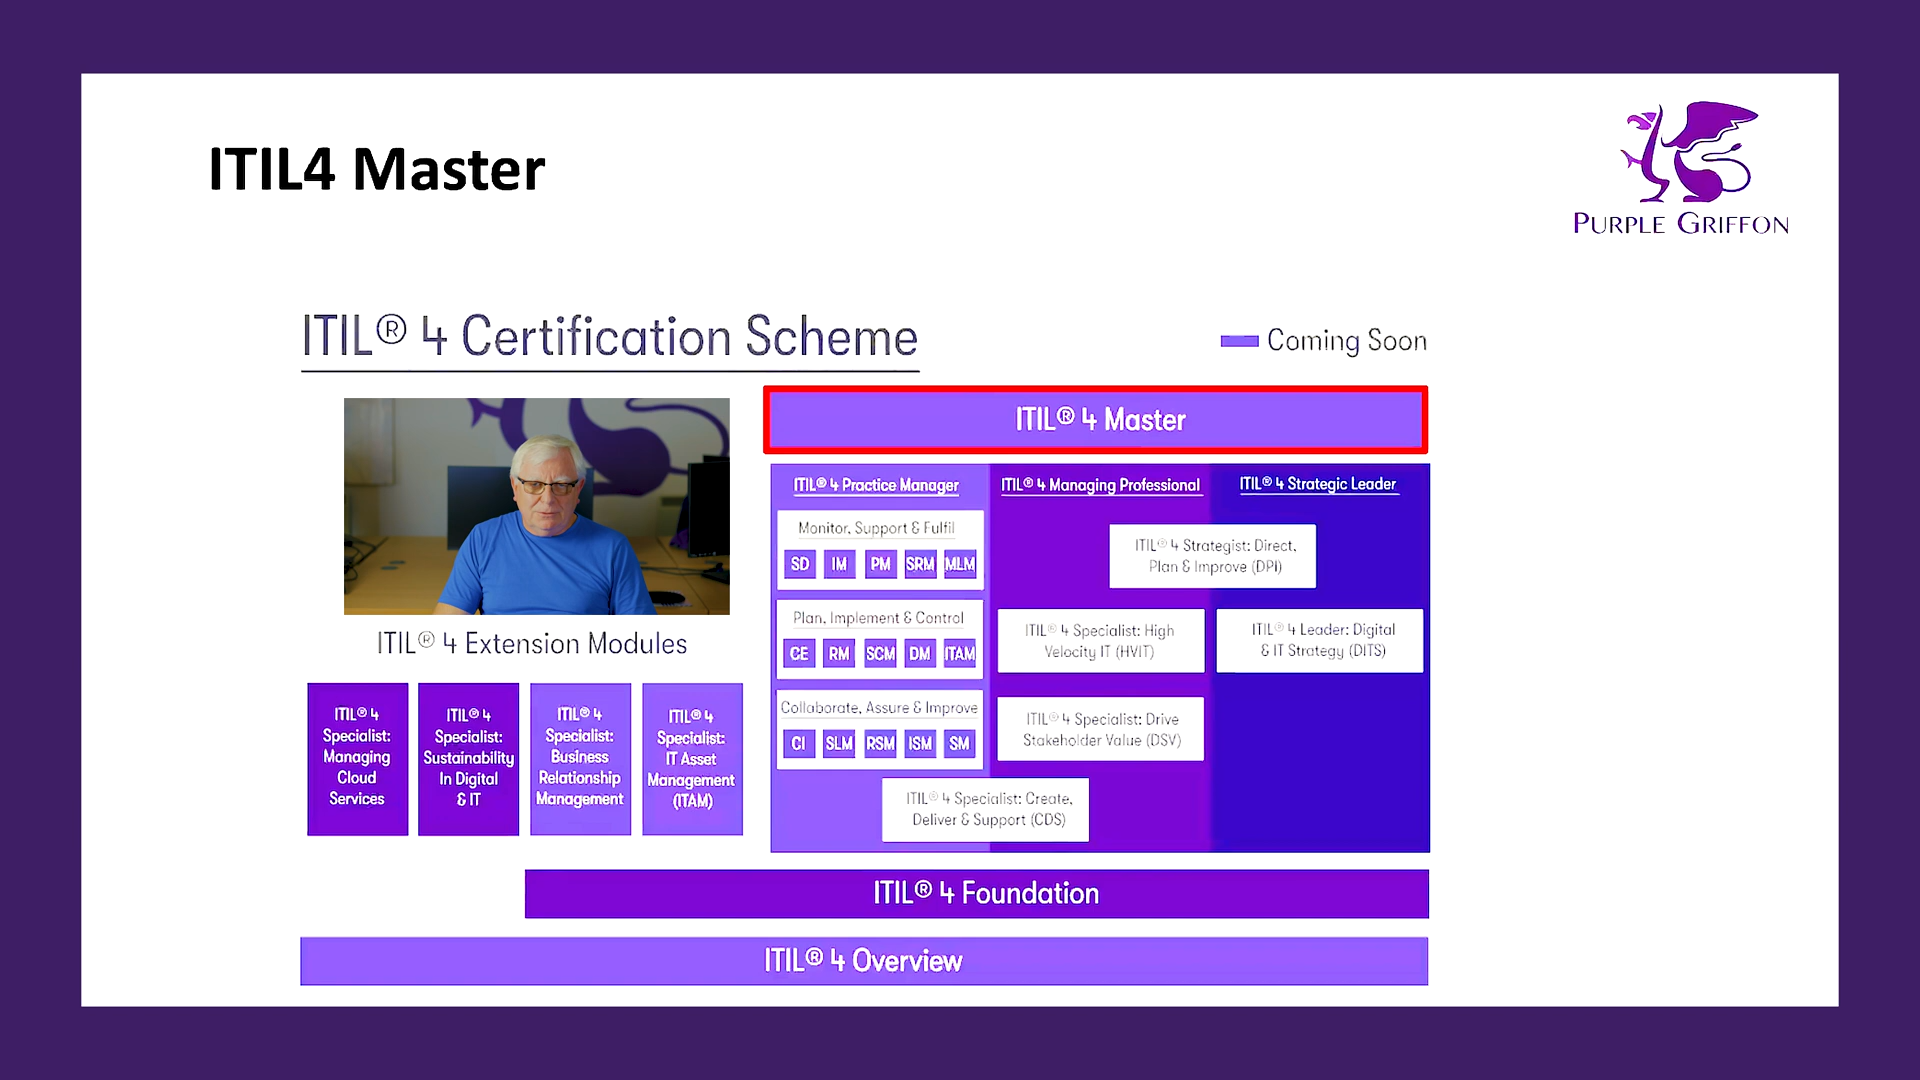 ITIL4 Master
PURPLE GRIFFON
ITIL® 4 Certification Scheme
Coming Soon
ITIL® 4 Master
ITIL® 4 Practice Manager
Monitor, Support & Fulfil
SD IM PM SRM MLM
Plan, Implement & Control
CE RM SCM DM ITAM
Collaborate, Assure & Improve
CI SLM RSM ISM SM
ITIL® 4 Managing Professional
ITIL® 4 Strategic Leader
ITIL® 4 Strategist: Direct,
Plan & Improve (DPI)
ITIL® 4 Specialist: High
Velocity IT (HVIT)
ITIL® 4 Leader: Digital
& IT Strategy (DITS)
ITIL® 4 Specialist: Drive
Stakeholder Value (DSV)
ITIL® 4 Specialist: Create,
Deliver & Support (CDS)
ITIL® 4 Extension Modules
ITIL® 4
Specialist:
Managing
Cloud
Services
ITIL® 4
Specialist:
Sustainability
In Digital
& IT
ITIL® 4
Specialist:
Business
Relationship
Management
ITIL® 4
Specialist:
IT Asset
Management
(ITAM)
ITIL® 4 Foundation
ITIL® 4 Overview